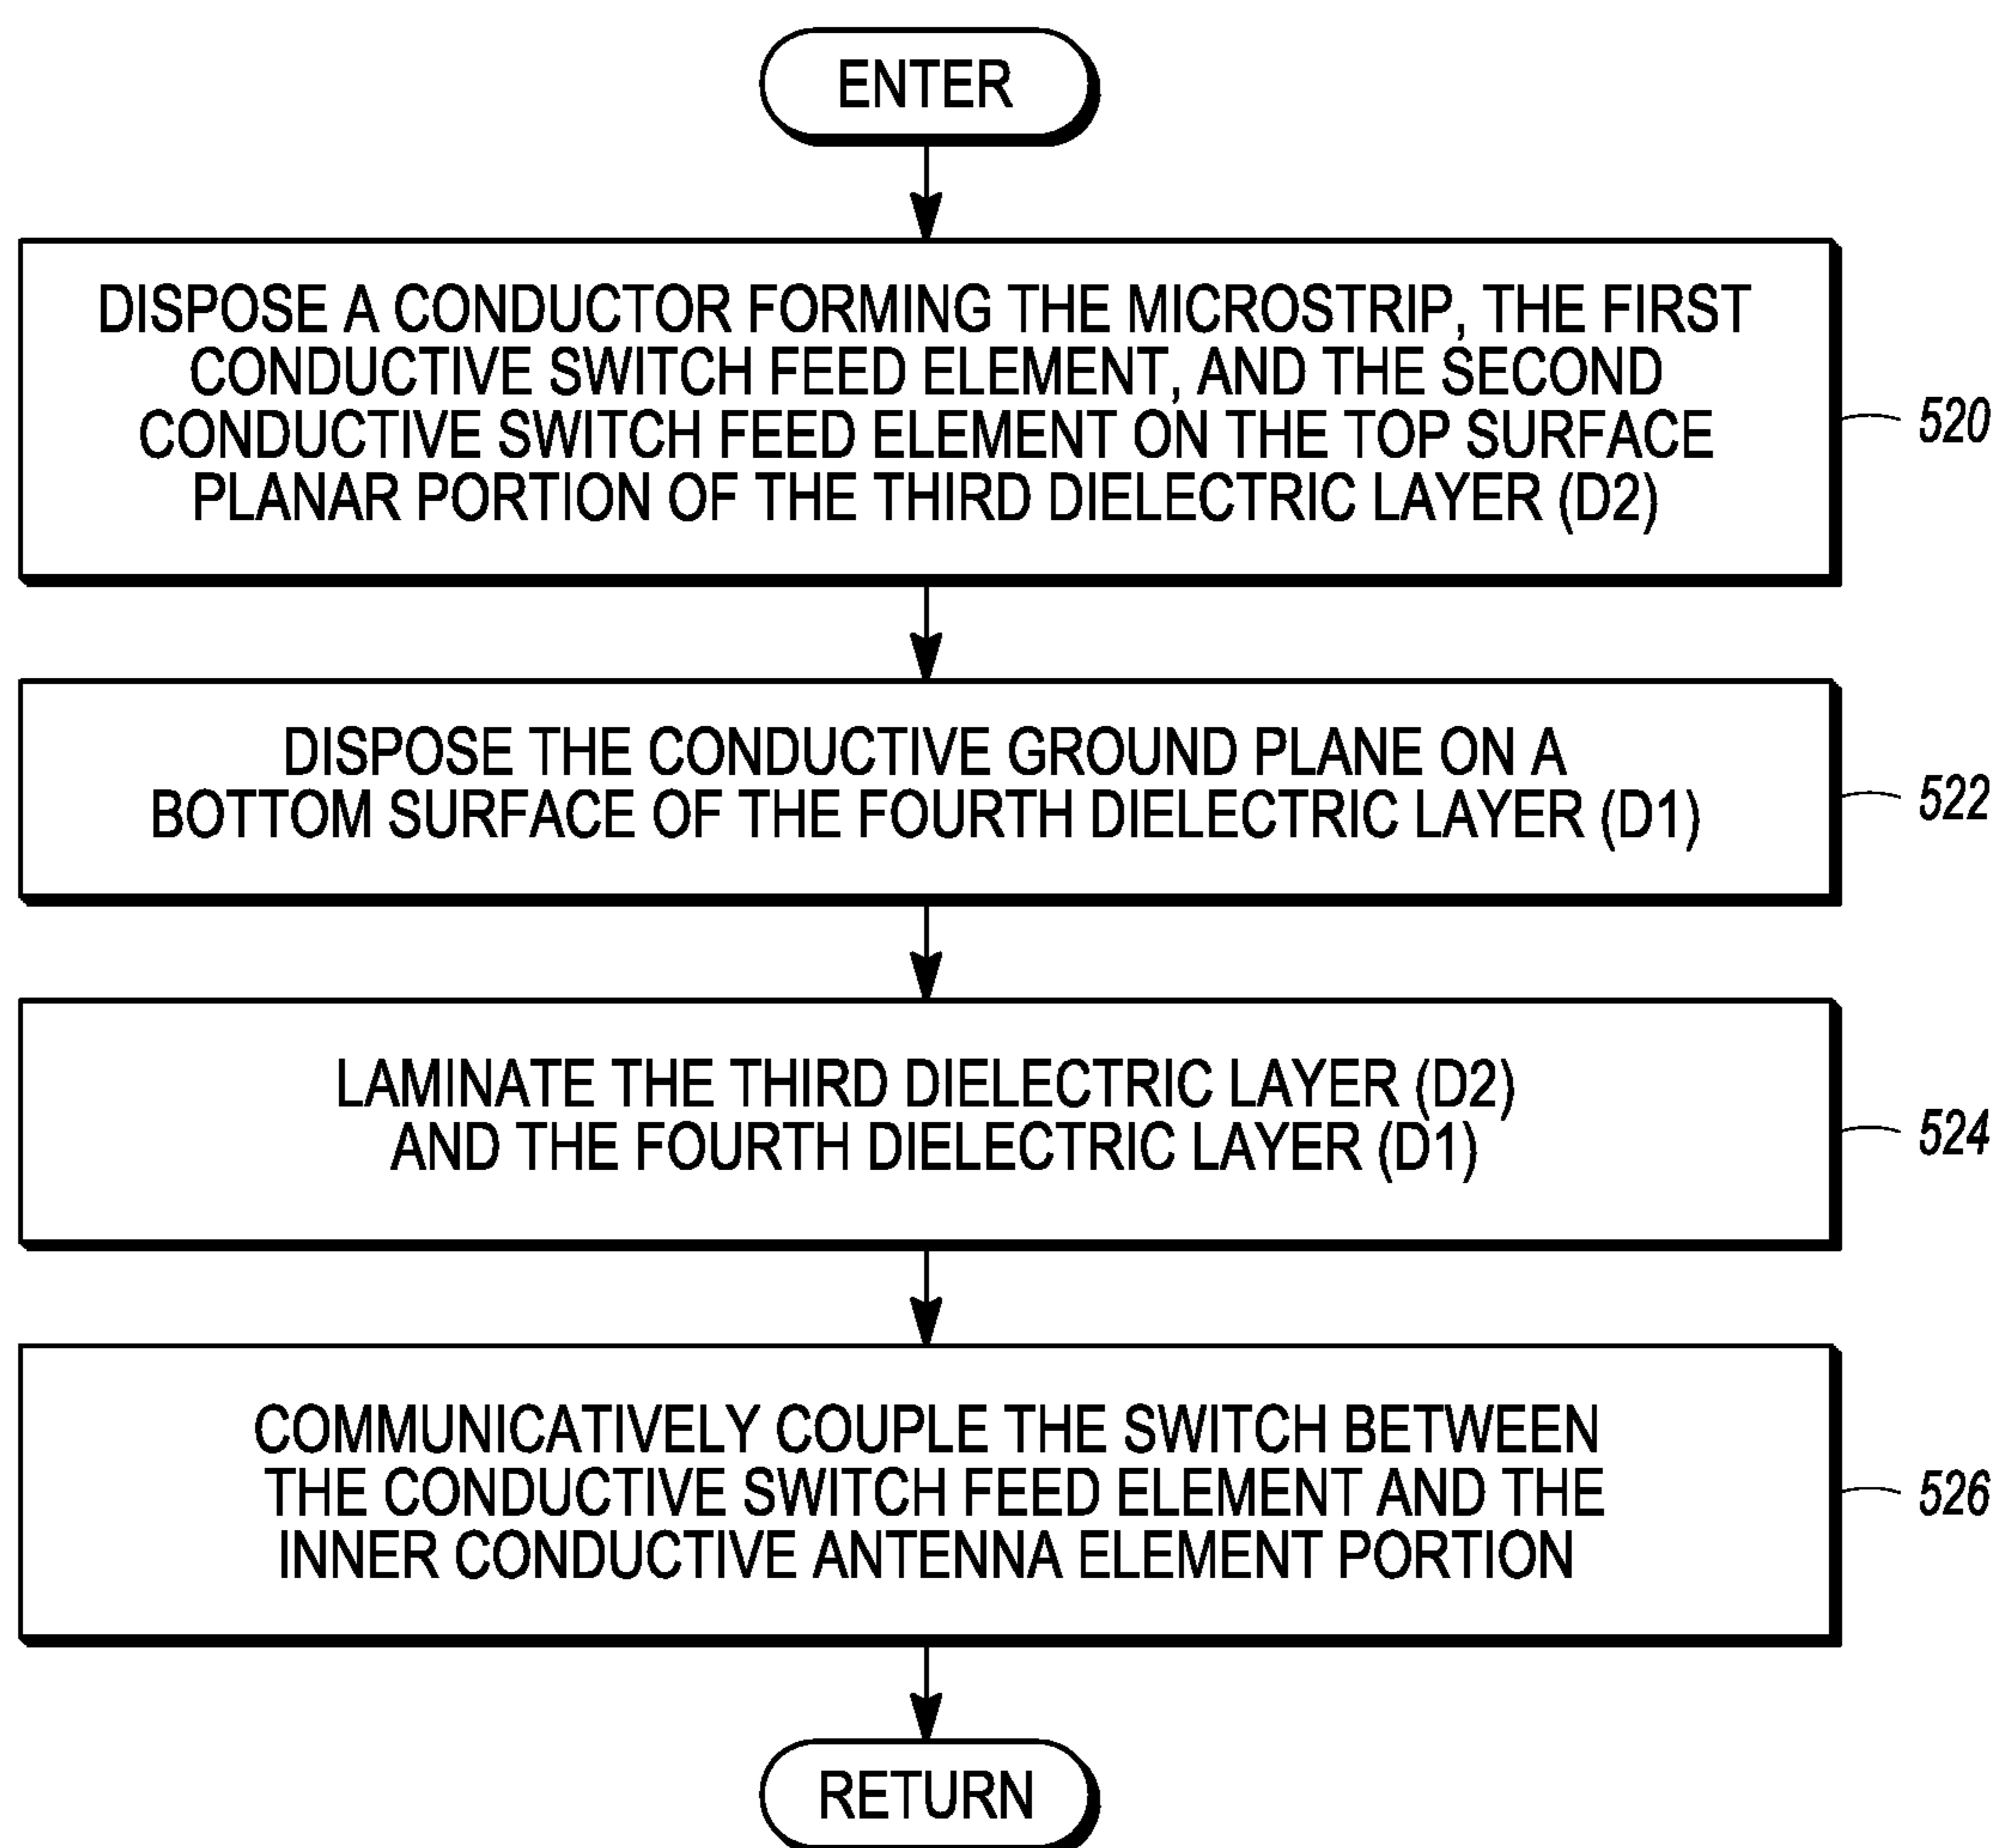 ENTER
DISPOSE A CONDUCTOR FORMING THE MICROSTRIP, THE FIRST
CONDUCTIVE SWITCH FEED ELEMENT, AND THE SECOND
CONDUCTIVE SWITCH FEED ELEMENT ON THE TOP SURFACE
PLANAR PORTION OF THE THIRD DIELECTRIC LAYER (D2)
520
DISPOSE THE CONDUCTIVE GROUND PLANE ON A
BOTTOM SURFACE OF THE FOURTH DIELECTRIC LAYER (D1)
522
LAMINATE THE THIRD DIELECTRIC LAYER (D2)
AND THE FOURTH DIELECTRIC LAYER (D1)
524
COMMUNICATIVELY COUPLE THE SWITCH BETWEEN
THE CONDUCTIVE SWITCH FEED ELEMENT AND THE
INNER CONDUCTIVE ANTENNA ELEMENT PORTION
526
RETURN